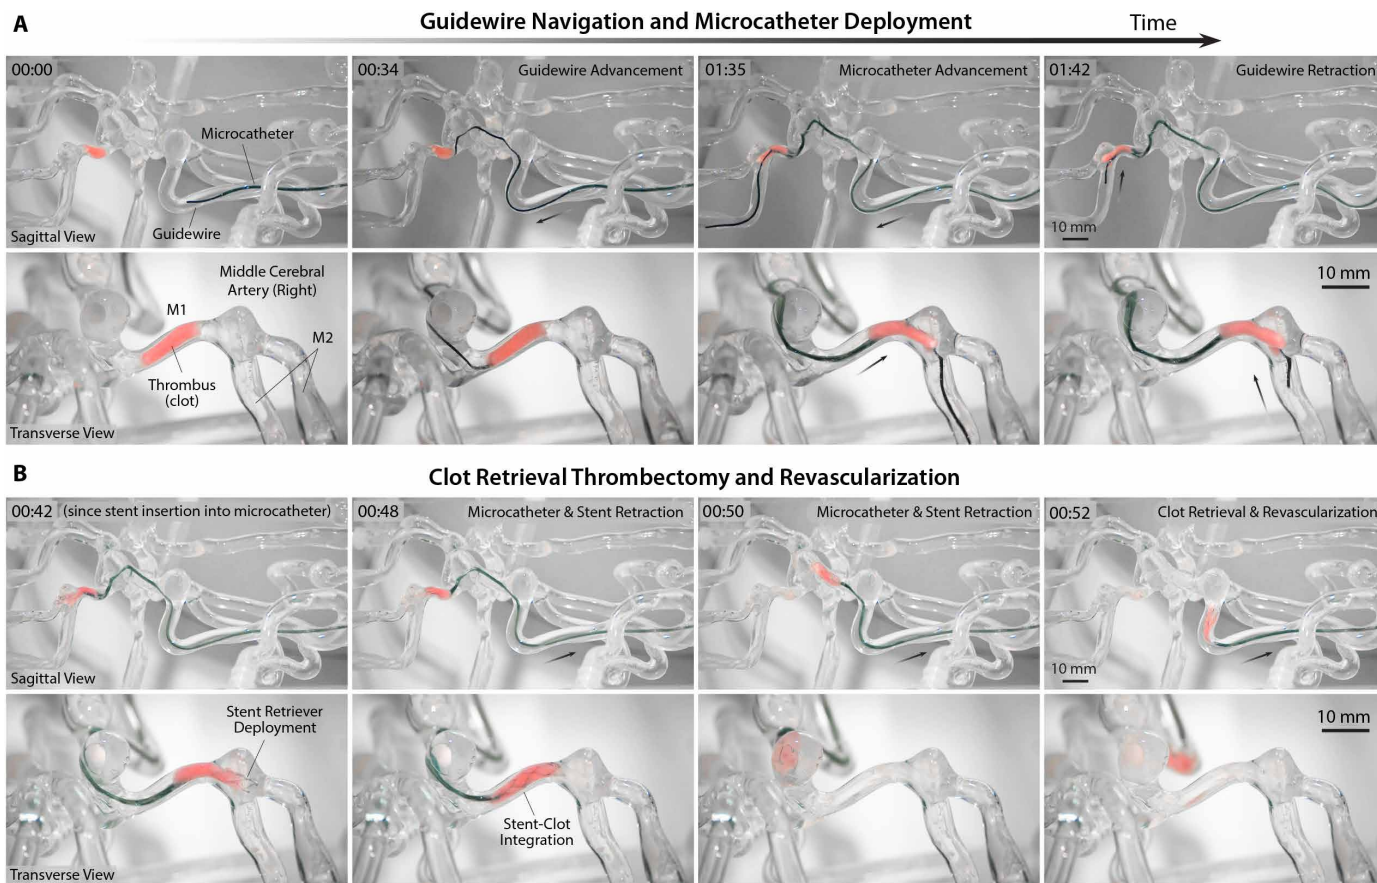 A
Guidewire Navigation and Microcatheter Deployment
Time
00:00
Microcatheter
Guidewire
Sagittal View
00:34
Guidewire Advancement
01:35
Microcatheter Advancement
01:42
Guidewire Retraction
10 mm
Middle Cerebral
Artery (Right)
M1
M2
Thrombus
(clot)
Transverse View
10 mm
B
Clot Retrieval Thrombectomy and Revascularization
00:42 (since stent insertion into microcatheter)
Sagittal View
00:48
Microcatheter & Stent Retraction
00:50
Microcatheter & Stent Retraction
00:52
Clot Retrieval & Revascularization
10 mm
Stent Retriever
Deployment
Transverse View
Stent-Clot
Integration
10 mm